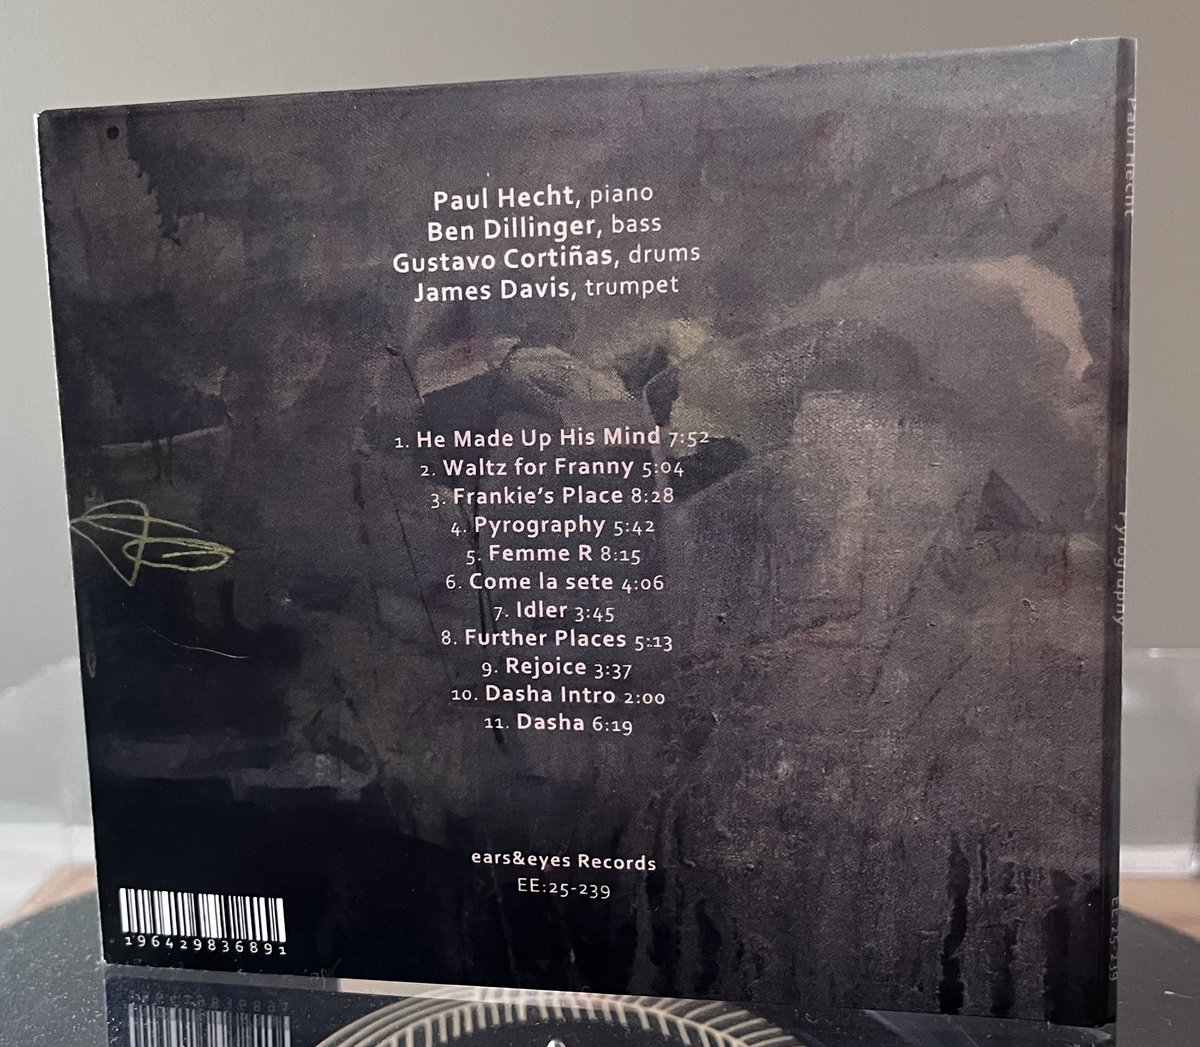 Paul Hecht, piano
Ben Dillinger, bass
Gustavo Cortiñas, drums
James Davis, trumpet
1. He Made Up His Mind 7:52
2. Waltz for Franny 5:04
3. Frankie's Place 8:28
4. Pyrography 5:42
5. Femme R 8:15
6. Come la sete 4:06
7. Idler 3:45
8. Further Places 5:13
9. Rejoice 3:37
10. Dasha Intro 2:00
11. Dasha 6:19
ears&eyes Records
EE:25-239
196429836891
Paul Hecht
Pyrography
EE:25-239